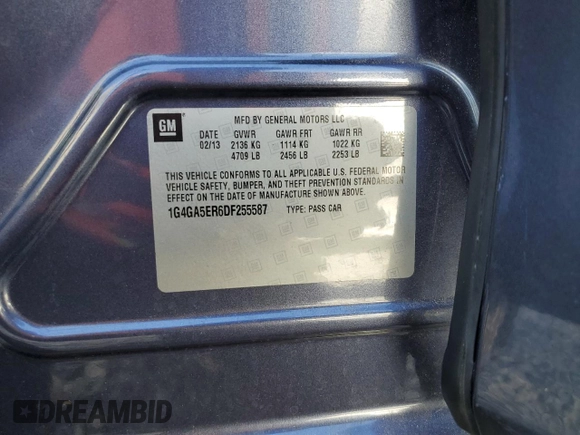 GM
MFD BY GENERAL MOTORS LLC
DATE GVWR GAWR FRT GAWR RR
02/13 2136 KG 1114 KG 1022 KG
4709 LB 2456 LB 2253 LB
THIS VEHICLE CONFORMS TO ALL APPLICABLE U.S. FEDERAL MOTOR
VEHICLE SAFETY, BUMPER, AND THEFT PREVENTION STANDARDS IN
EFFECT ON THE DATE OF MANUFACTURE SHOWN ABOVE.
1G4GA5ER6DF255587 TYPE: PASS CAR
DREAMBID